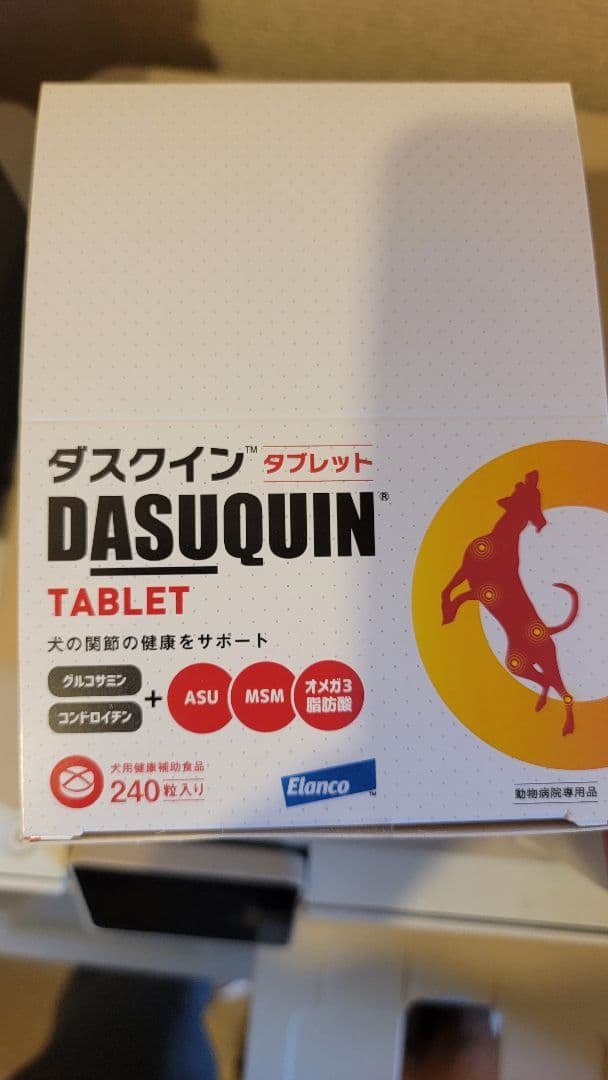 ダスクイン™ タブレット
DASUQUIN®
TABLET
犬の関節の健康をサポート
グルコサミン
コンドロイチン
+ ASU MSM オメガ3脂肪酸
犬用健康補助食品
240粒入り
Elanco™
動物病院専用品